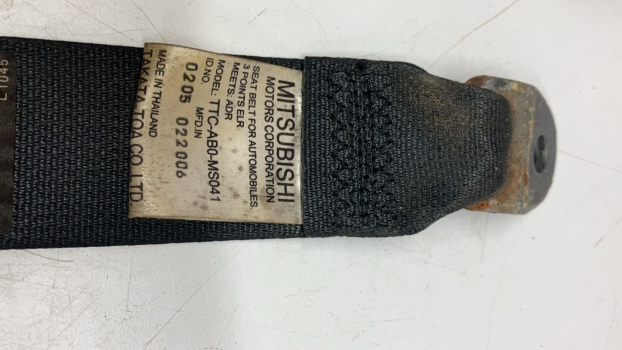 MITSUBISHI
MOTORS CORPORATION
SEAT BELT FOR AUTOMOBILES.
3 POINTS ELR
MEETS: ADR
MODEL: TTC-AB0-MS041
ID.NO. MFD.IN
0205 022006
MADE IN THAILAND
TAKATA-TOA CO., LTD.